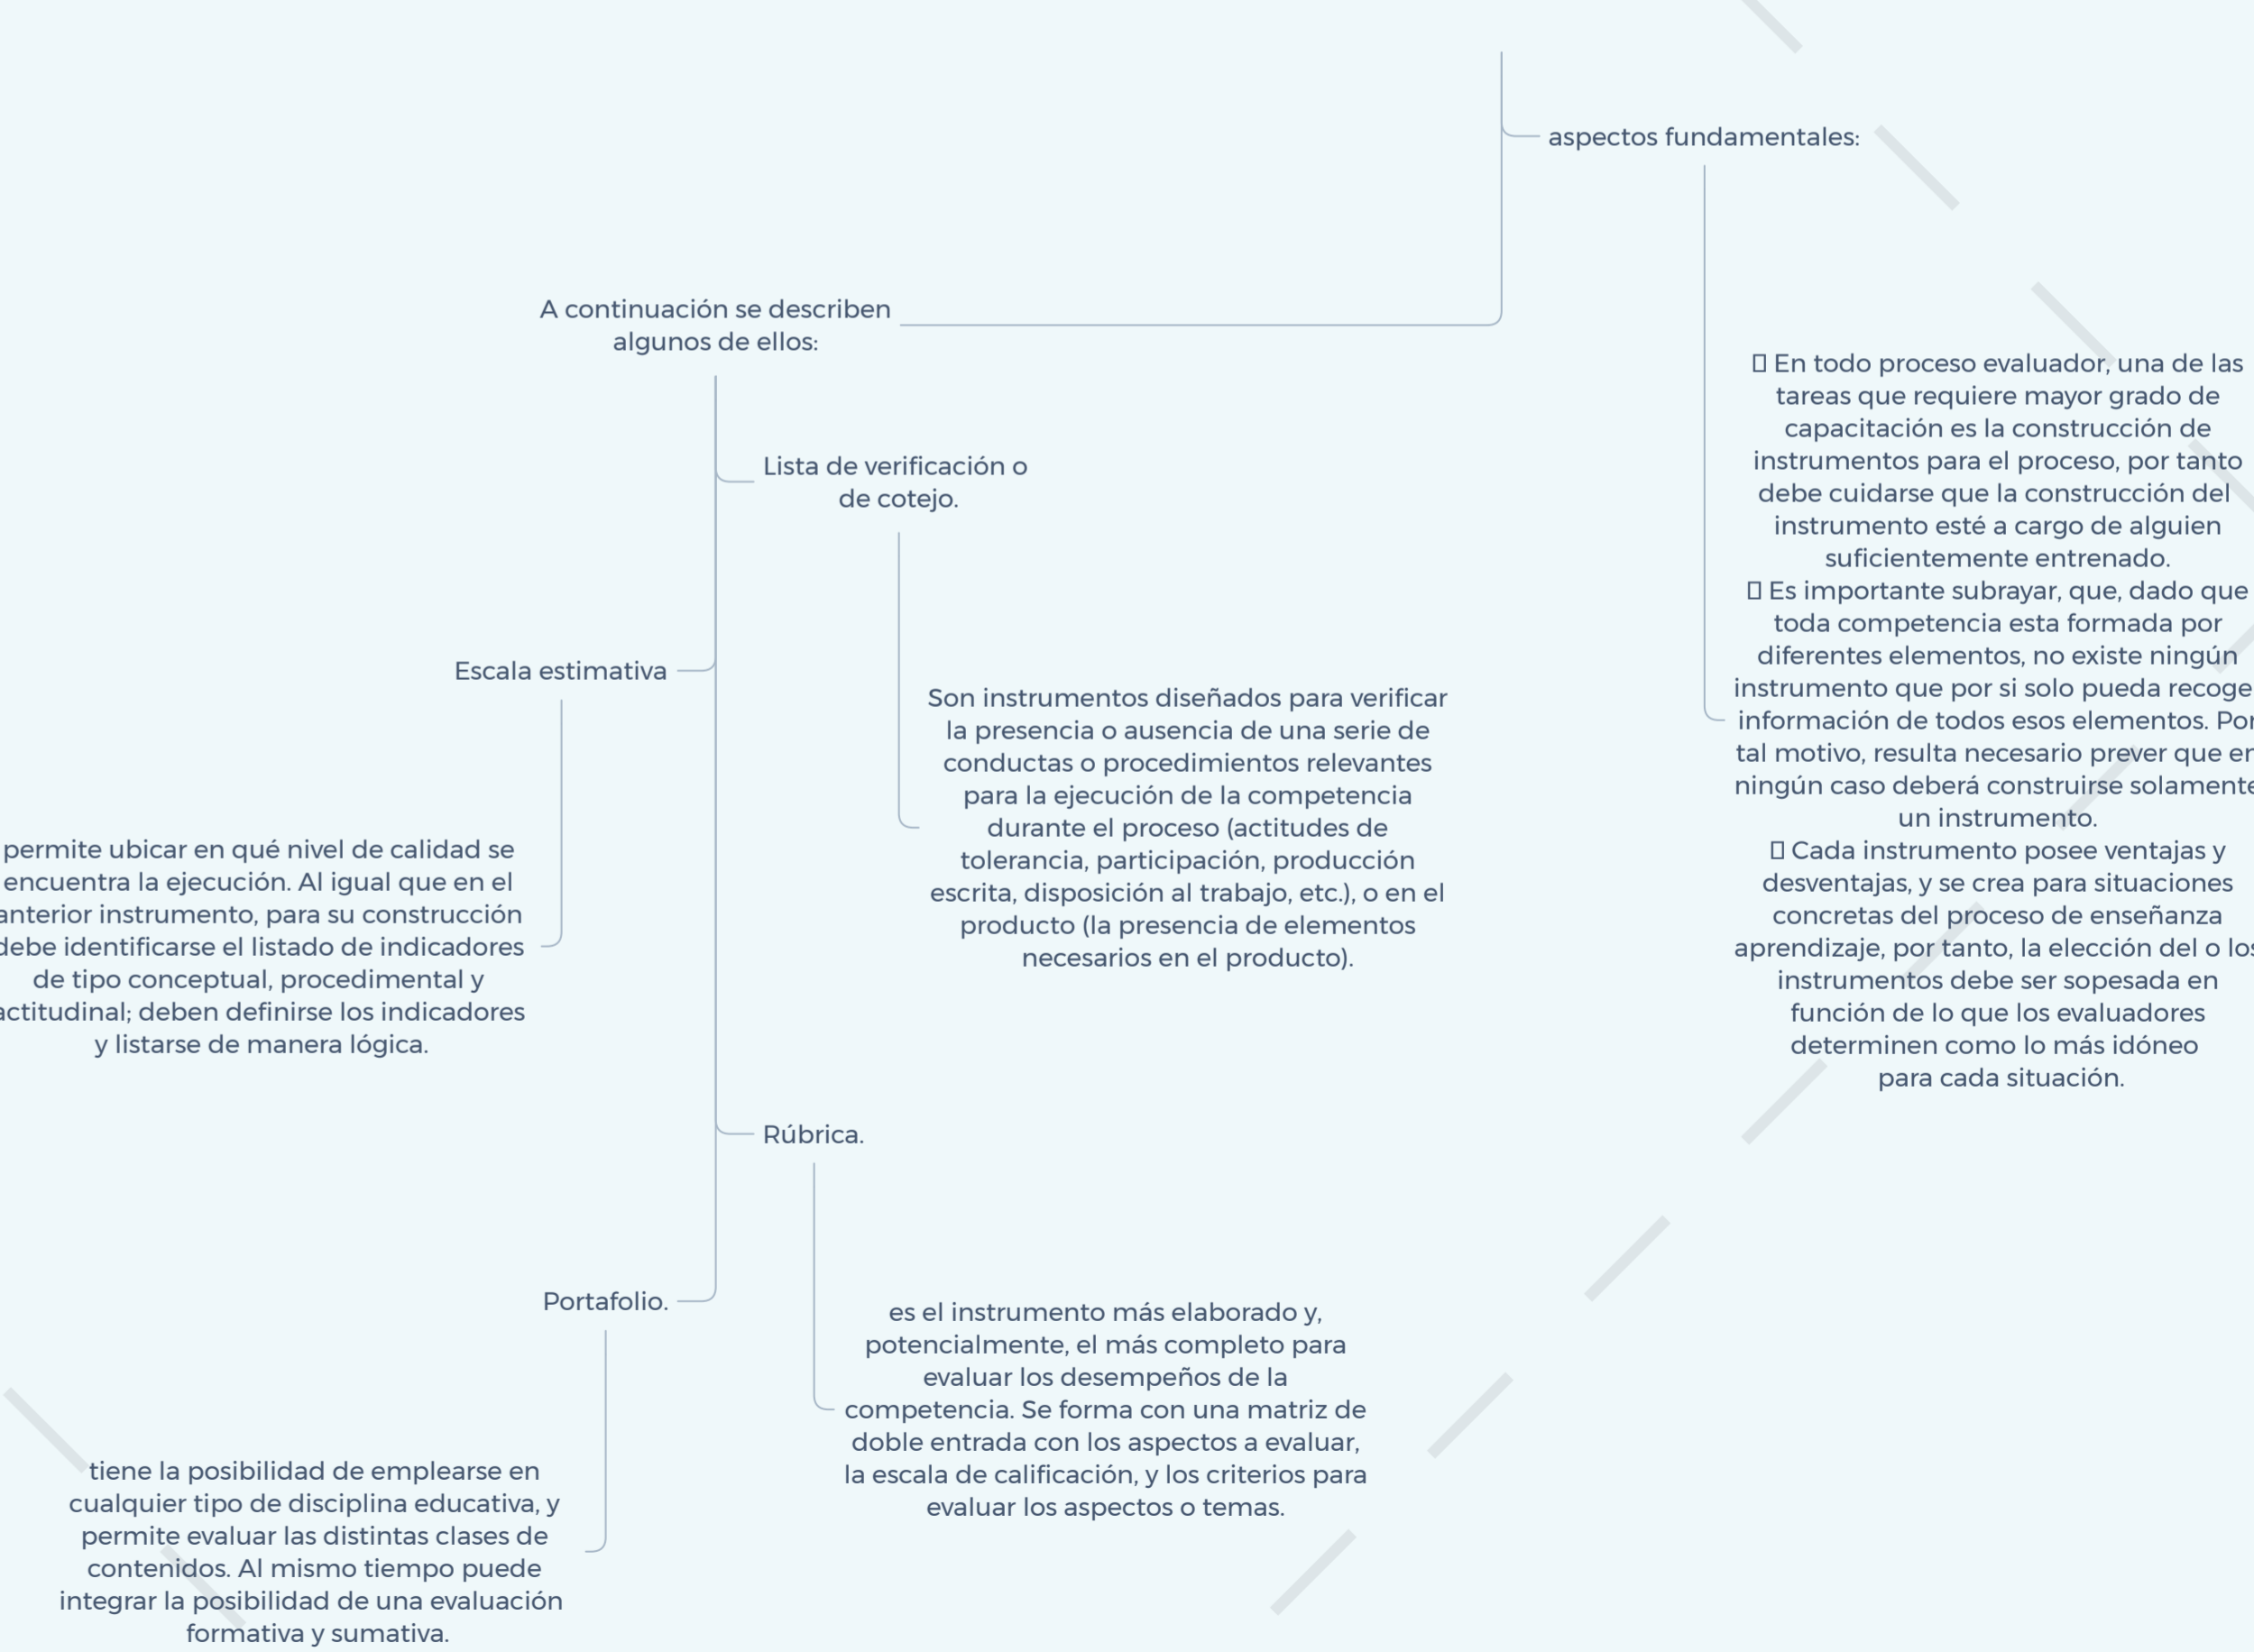 aspectos fundamentales:
A continuación se describen
algunos de ellos:
Lista de verificación o
de cotejo.
Escala estimativa
Son instrumentos diseñados para verificar
la presencia o ausencia de una serie de
conductas o procedimientos relevantes
para la ejecución de la competencia
durante el proceso (actitudes de
tolerancia, participación, producción
escrita, disposición al trabajo, etc.), o en el
producto (la presencia de elementos
necesarios en el producto).
En todo proceso evaluador, una de las
tareas que requiere mayor grado de
capacitación es la construcción de
instrumentos para el proceso, por tanto
debe cuidarse que la construcción del
instrumento esté a cargo de alguien
suficientemente entrenado.
Es importante subrayar, que, dado que
toda competencia esta formada por
diferentes elementos, no existe ningún
instrumento que por si solo pueda recoge
información de todos esos elementos. Por
tal motivo, resulta necesario prever que en
ningún caso deberá construirse solamente
un instrumento.
Cada instrumento posee ventajas y
desventajas, y se crea para situaciones
concretas del proceso de enseñanza
aprendizaje, por tanto, la elección del o los
instrumentos debe ser sopesada en
función de lo que los evaluadores
determinen como lo más idóneo
para cada situación.
permite ubicar en qué nivel de calidad se
encuentra la ejecución. Al igual que en el
anterior instrumento, para su construcción
debe identificarse el listado de indicadores
de tipo conceptual, procedimental y
actitudinal; deben definirse los indicadores
y listarse de manera lógica.
Rúbrica.
Portafolio.
es el instrumento más elaborado y,
potencialmente, el más completo para
evaluar los desempeños de la
competencia. Se forma con una matriz de
doble entrada con los aspectos a evaluar,
la escala de calificación, y los criterios para
evaluar los aspectos o temas.
tiene la posibilidad de emplearse en
cualquier tipo de disciplina educativa, y
permite evaluar las distintas clases de
contenidos. Al mismo tiempo puede
integrar la posibilidad de una evaluación
formativa y sumativa.